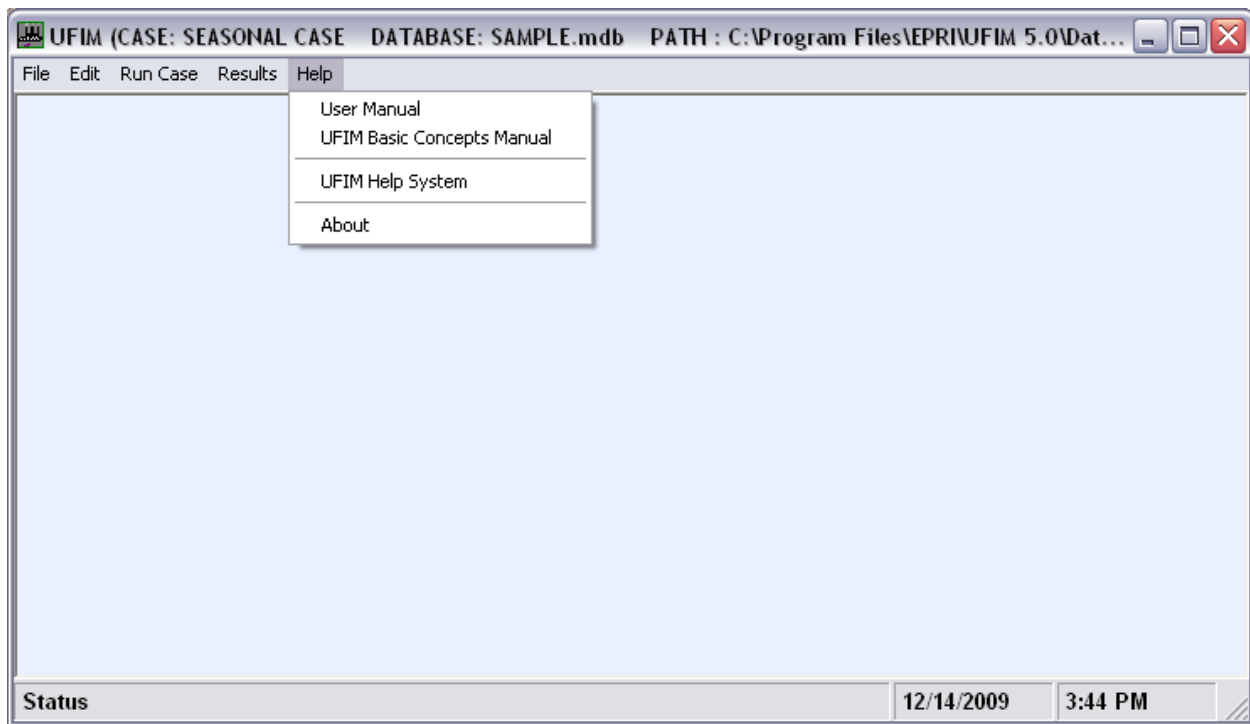 UFIM (CASE: SEASONAL CASE DATABASE: SAMPLE.mdb PATH : C:\Program Files\EPRI\UFIM 5.0\Dat...
File Edit Run Case Results Help
User Manual
UFIM Basic Concepts Manual
UFIM Help System
About
Status 12/14/2009 3:44 PM